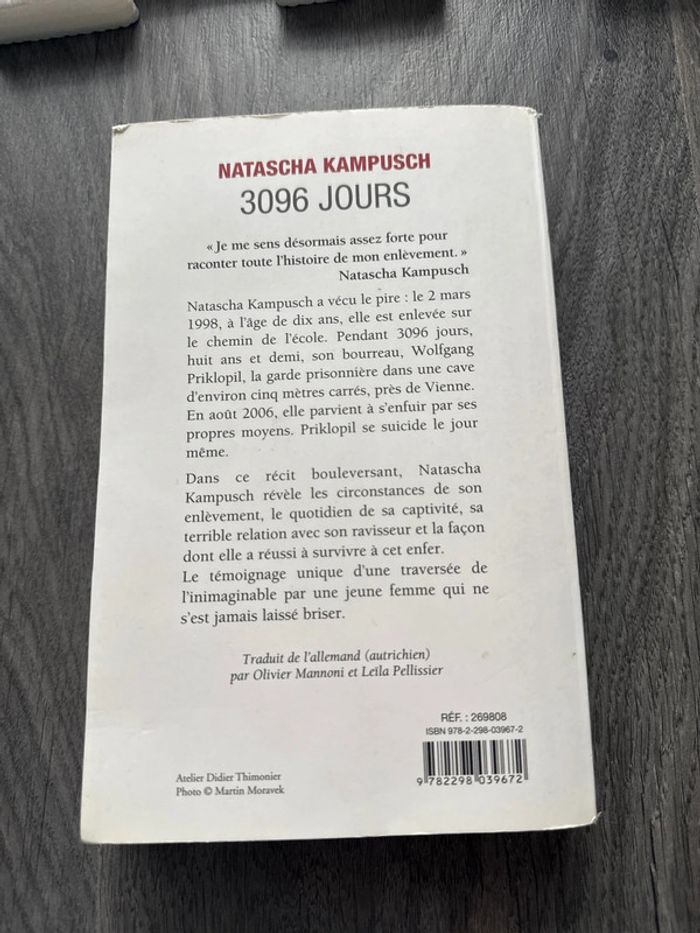 NATASCHA KAMPUSCH
3096 JOURS
« Je me sens désormais assez forte pour
raconter toute l'histoire de mon enlèvement. »
Natascha Kampusch
Natascha Kampusch a vécu le pire : le 2 mars
1998, à l'âge de dix ans, elle est enlevée sur
le chemin de l'école. Pendant 3096 jours,
huit ans et demi, son bourreau, Wolfgang
Priklopil, la garde prisonnière dans une cave
d'environ cinq mètres carrés, près de Vienne.
En août 2006, elle parvient à s'enfuir par ses
propres moyens. Priklopil se suicide le jour
même.
Dans ce récit bouleversant, Natascha
Kampusch révèle les circonstances de son
enlèvement, le quotidien de sa captivité, sa
terrible relation avec son ravisseur et la façon
dont elle a réussi à survivre à cet enfer.
Le témoignage unique d'une traversée de
l'inimaginable par une jeune femme qui ne
s'est jamais laissé briser.
Traduit de l'allemand (autrichien)
par Olivier Mannoni et Leïla Pellissier
RÉF. : 269808
ISBN 978-2-298-03967-2
9 782298 039672
Atelier Didier Thimonier
Photo © Martin Moravek